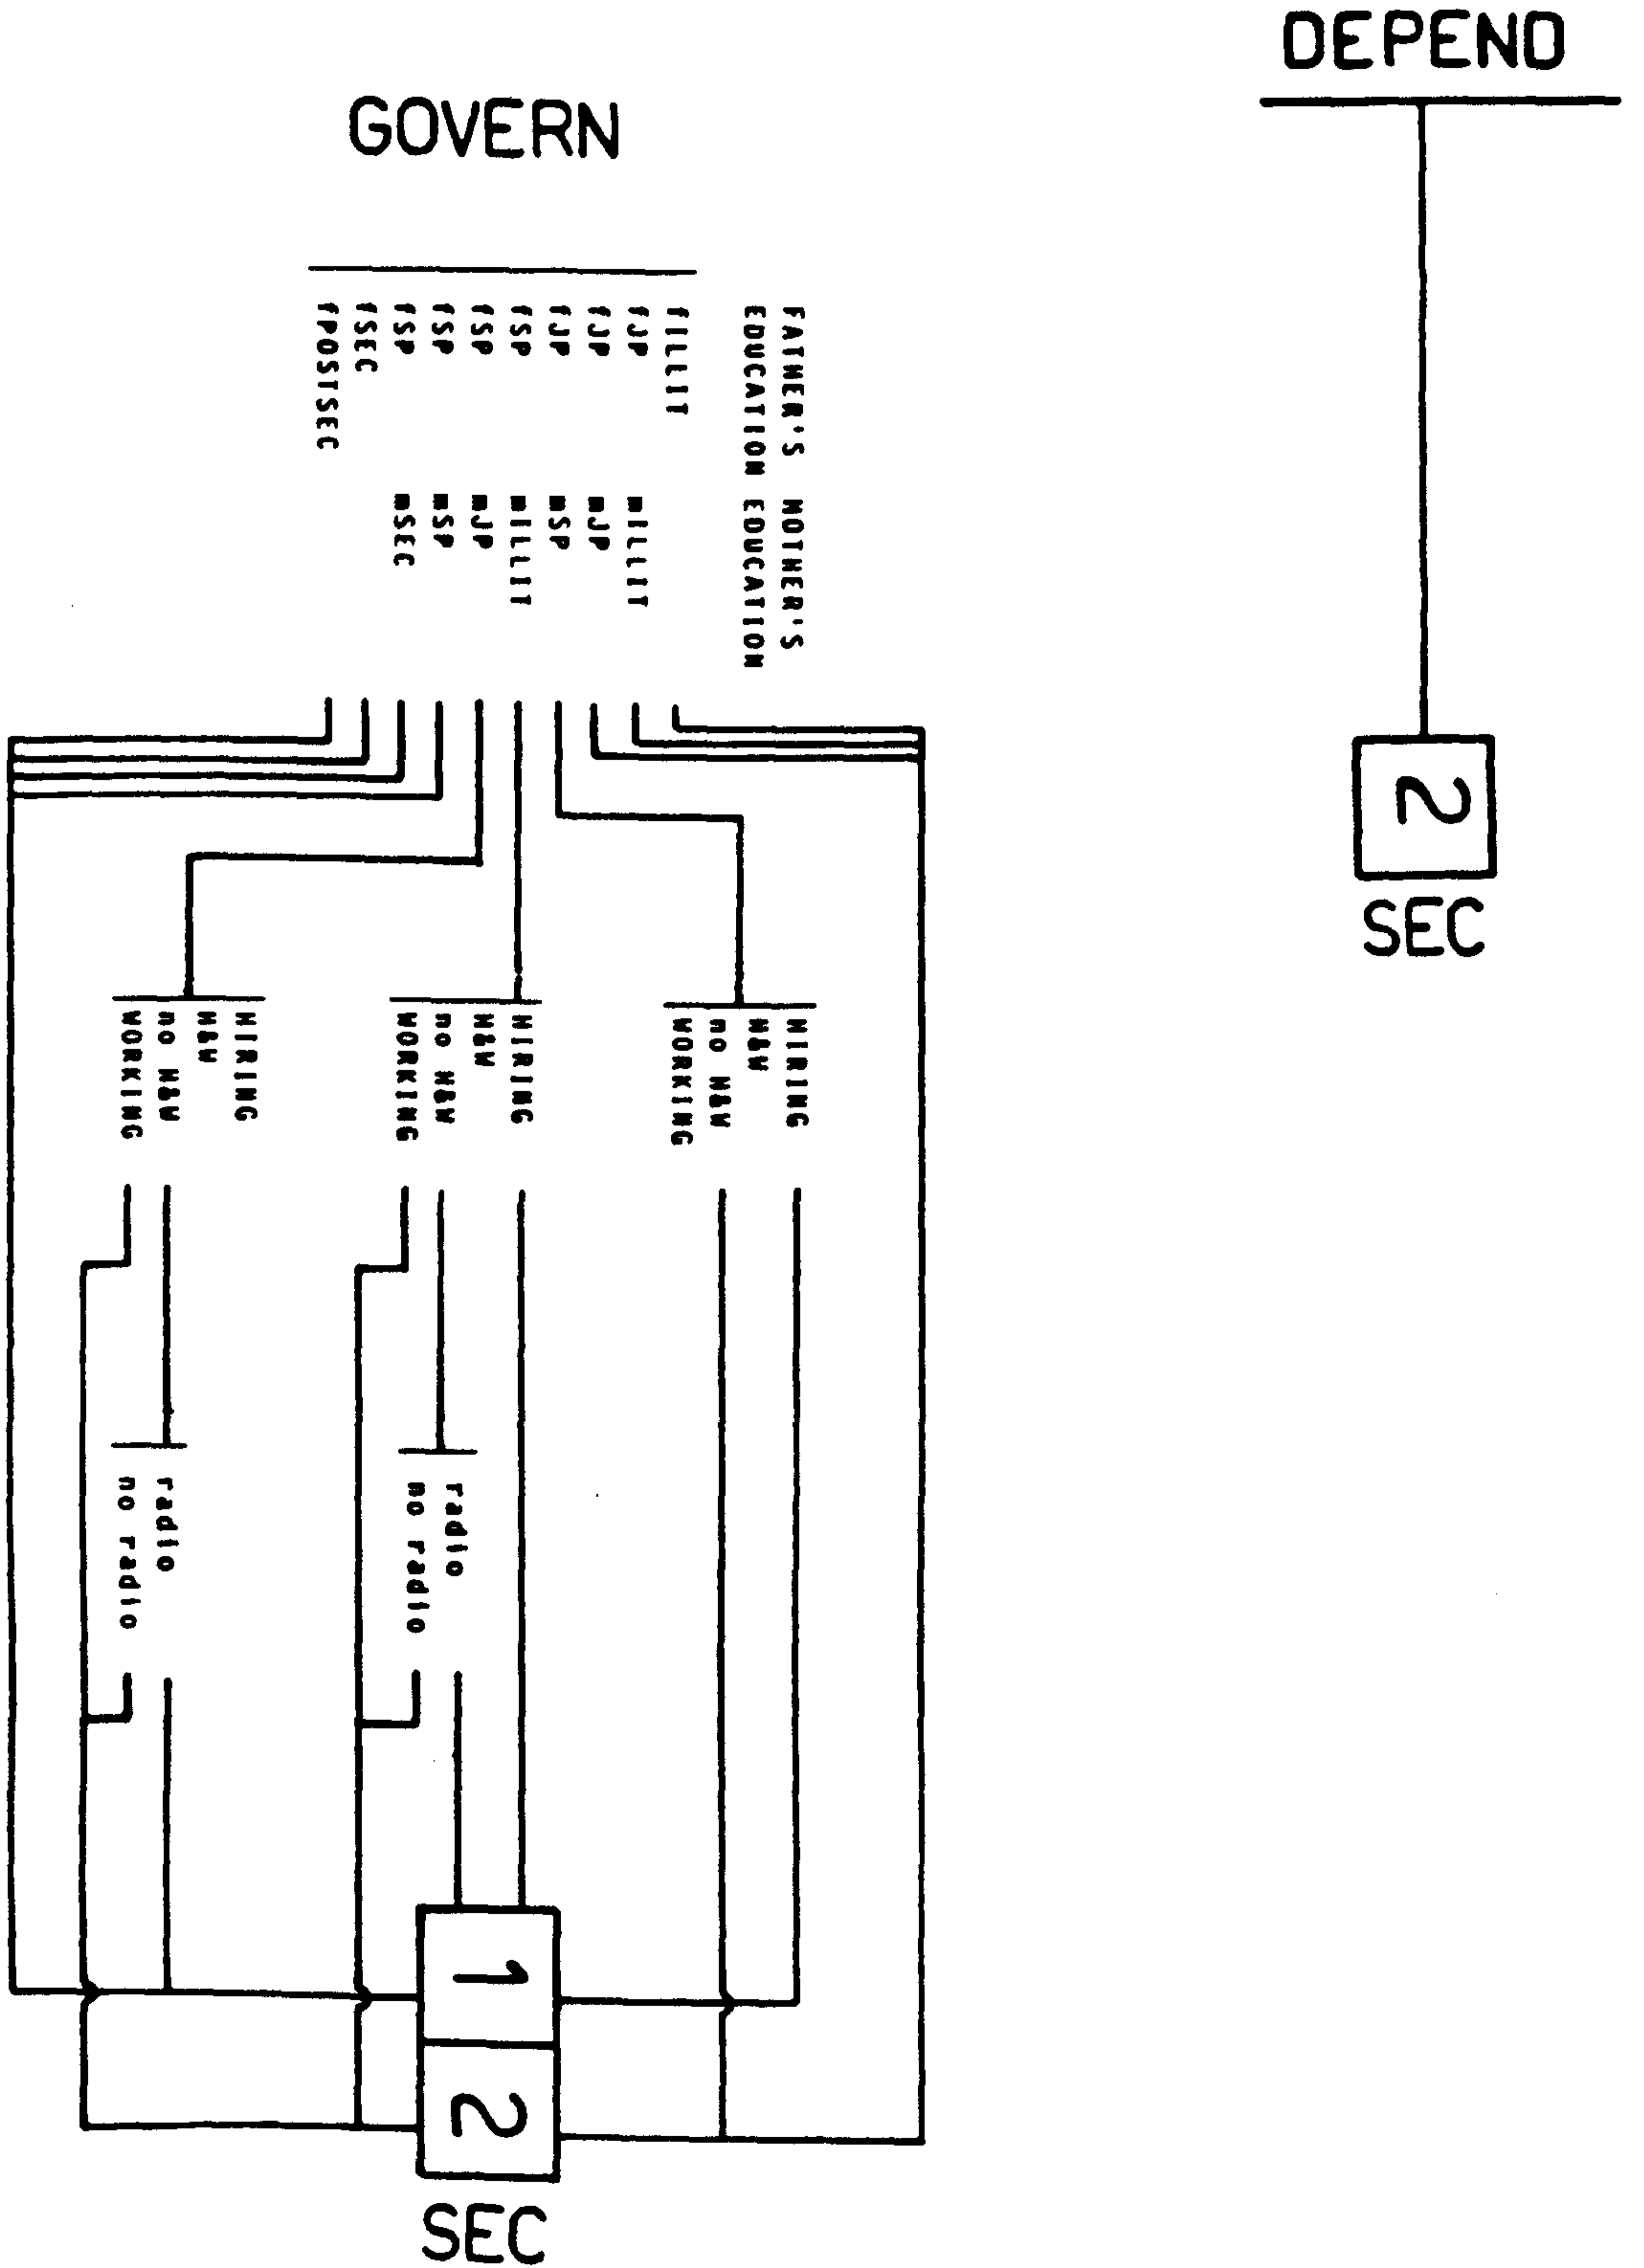 DEPEND
2
SEC
GOVERN
FATHER'S MOTHER'S
EDUCATION EDUCATION
fILLIT
fJP mILLIT
fJP mJP
fJP mSP
fSP mILLIT
fSP mJP
fSP mSP
fSP mSEC
fSEC
fPOSTSEC
HIRING
H&W
no H&W
WORKING
HIRING
H&W
no H&W
WORKING
HIRING
H&W
no H&W
WORKING
radio
no radio
radio
no radio
1
2
SEC